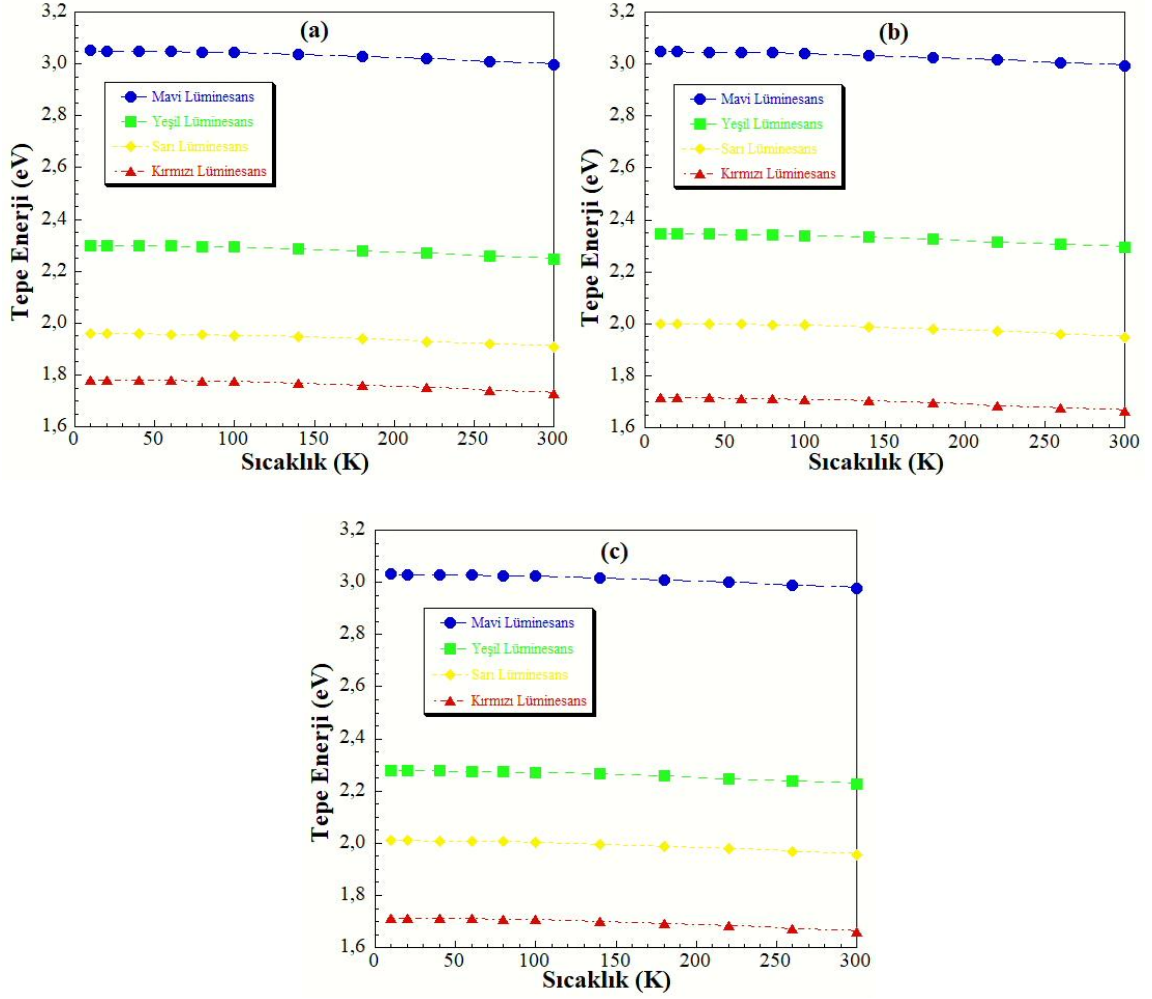 (a)
3,2
3,0
2,8
2,6
2,4
2,2
2,0
1,8
1,6
Tepe Enerji (eV)
Mavi Lüminesans
Yeşil Lüminesans
Sarı Lüminesans
Kırmızı Lüminesans
0 50 100 150 200 250 300
Sıcaklık (K)
(b)
3,2
3,0
2,8
2,6
2,4
2,2
2,0
1,8
1,6
Tepe Enerji (eV)
Mavi Lüminesans
Yeşil Lüminesans
Sarı Lüminesans
Kırmızı Lüminesans
0 50 100 150 200 250 300
Sıcakılık (K)
(c)
3,2
3,0
2,8
2,6
2,4
2,2
2,0
1,8
1,6
Tepe Enerji (eV)
Mavi Lüminesans
Yeşil Lüminesans
Sarı Lüminesans
Kırmızı Lüminesans
0 50 100 150 200 250 300
Sıcaklık (K)